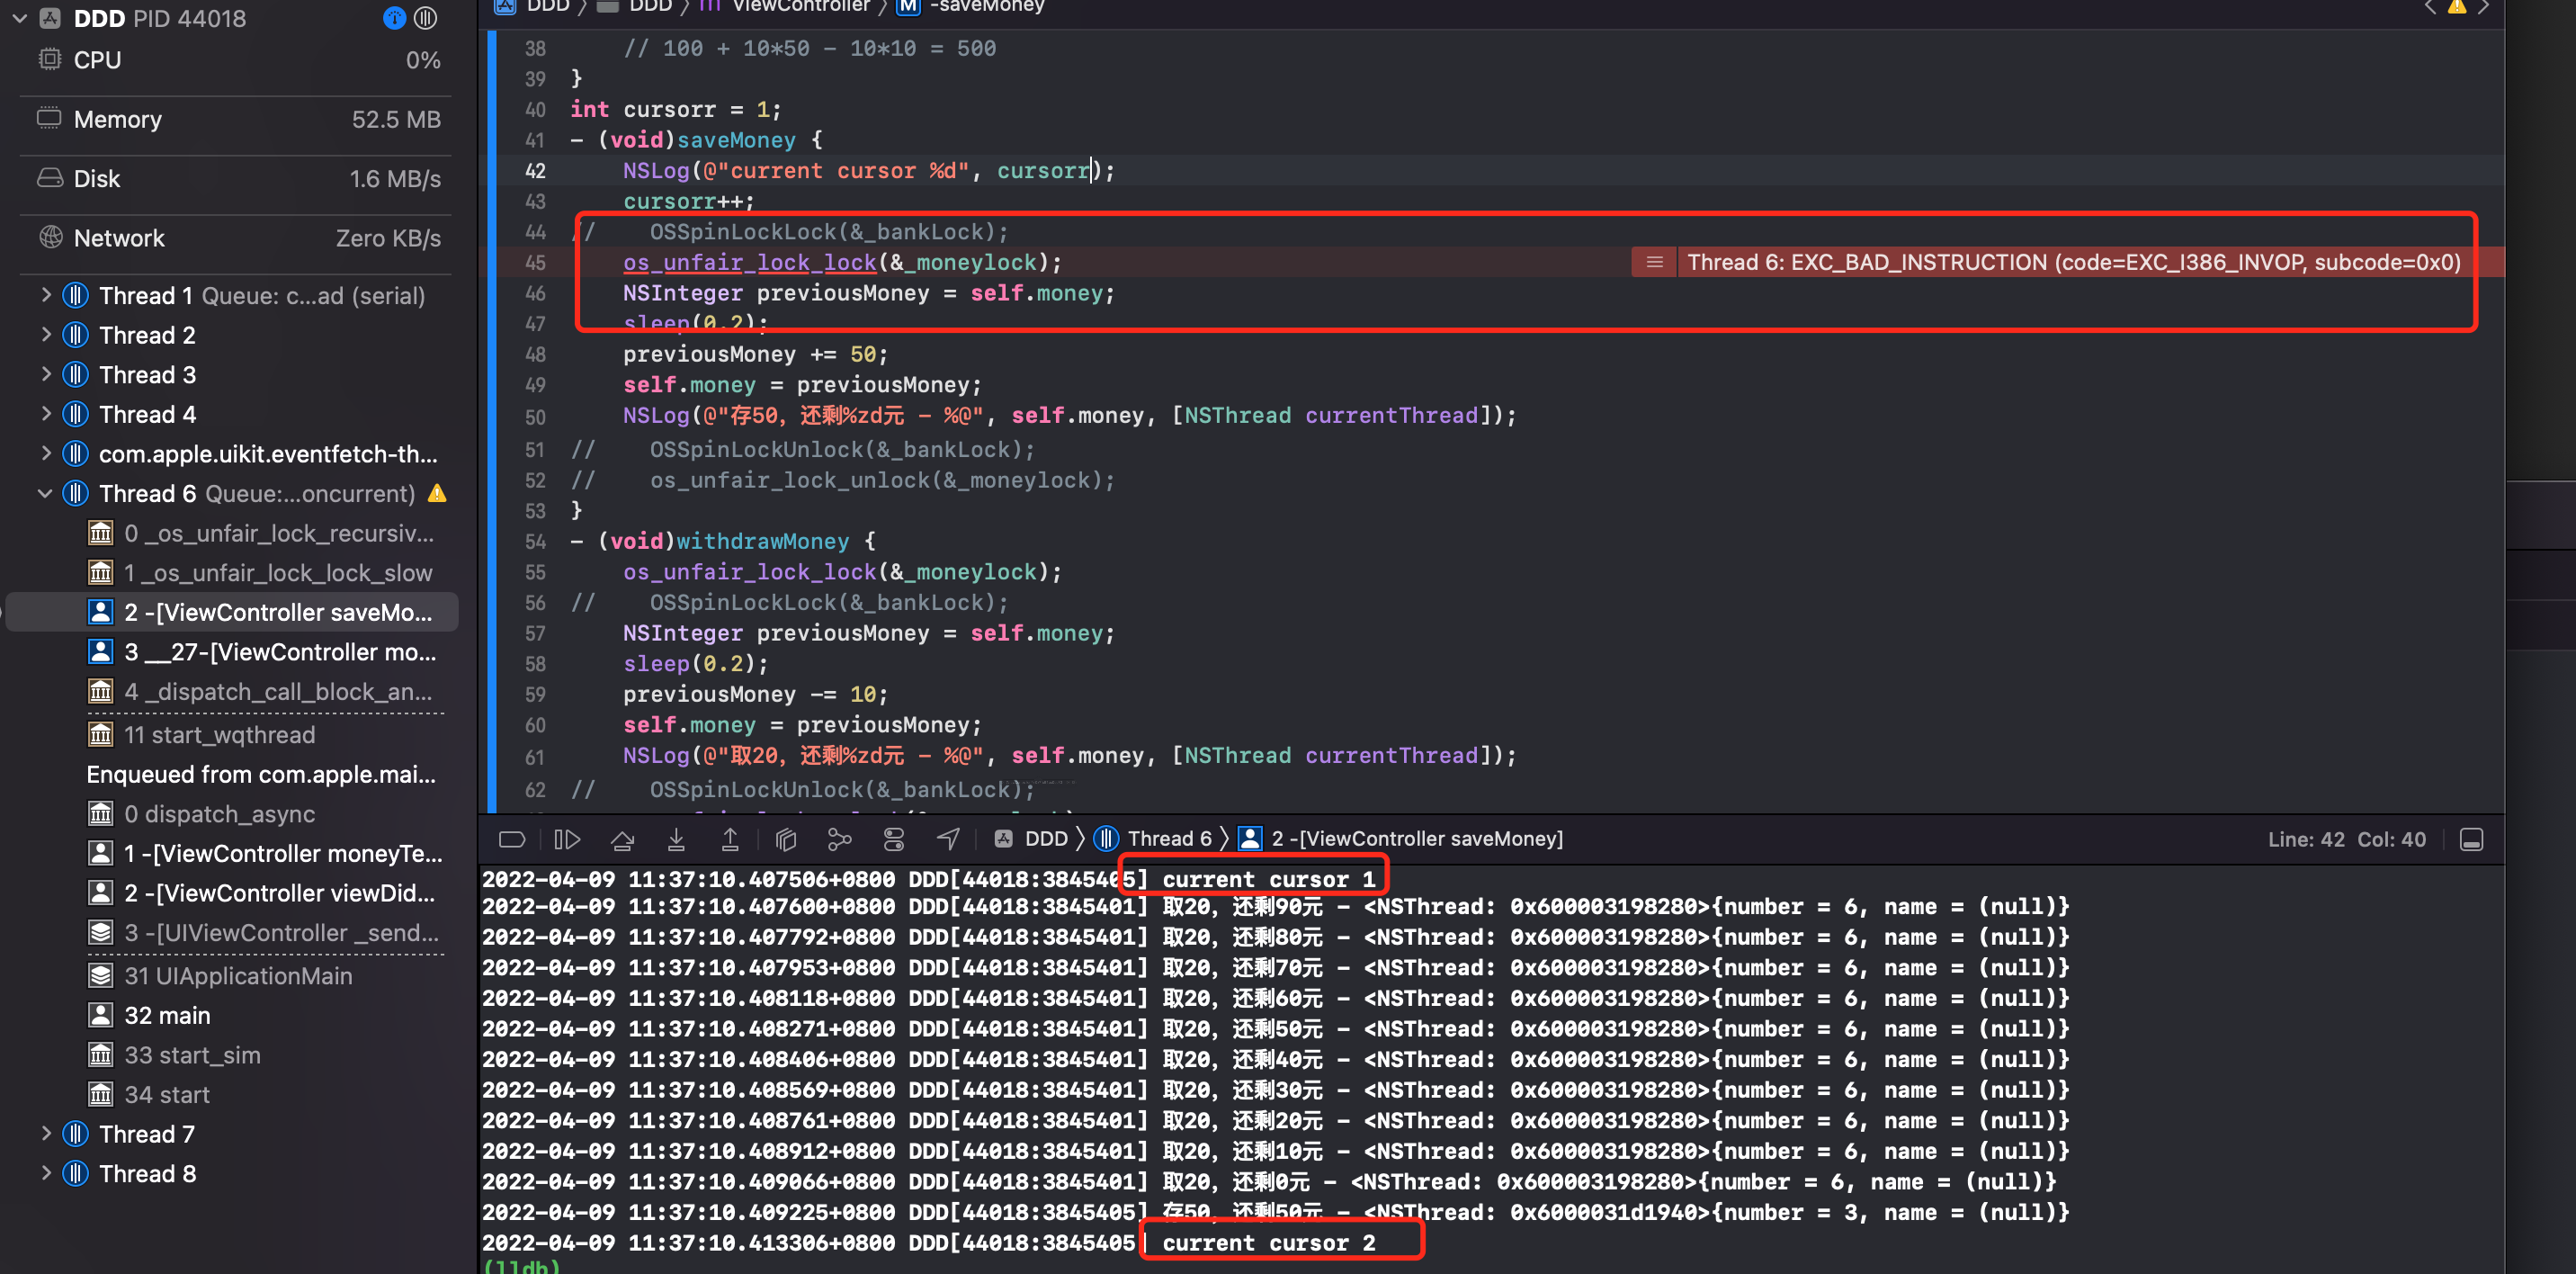 DDD PID 44018
CPU 0%
Memory 52.5 MB
Disk 1.6 MB/s
Network Zero KB/s
Thread 1 Queue: c...ad (serial)
Thread 2
Thread 3
Thread 4
com.apple.uikit.eventfetch-th...
Thread 6 Queue:...oncurrent)
0 _os_unfair_lock_recursiv...
1 _os_unfair_lock_lock_slow
2 -[ViewController saveMo...
3 __27-[ViewController mo...
4 _dispatch_call_block_an...
11 start_wqthread
Enqueued from com.apple.mai...
0 dispatch_async
1 -[ViewController moneyTe...
2 -[ViewController viewDid...
3 -[UIViewController _send...
31 UIApplicationMain
32 main
33 start_sim
34 start
Thread 7
Thread 8
DDD 〉 DDD 〉 ViewController 〉 M -saveMoney
38 // 100 + 10*50 - 10*10 = 500
39 }
40 int cursorr = 1;
41 - (void)saveMoney {
42 NSLog(@"current cursor %d", cursorr);
43 cursorr++;
44 // OSSpinLockLock(&_bankLock);
45 os_unfair_lock_lock(&_moneylock); Thread 6: EXC_BAD_INSTRUCTION (code=EXC_I386_INVOP, subcode=0x0)
46 NSInteger previousMoney = self.money;
47 sleep(0.2);
48 previousMoney += 50;
49 self.money = previousMoney;
50 NSLog(@"存50，还剩%zd元 - %@", self.money, [NSThread currentThread]);
51 // OSSpinLockUnlock(&_bankLock);
52 // os_unfair_lock_unlock(&_moneylock);
53 }
54 - (void)withdrawMoney {
55 os_unfair_lock_lock(&_moneylock);
56 // OSSpinLockLock(&_bankLock);
57 NSInteger previousMoney = self.money;
58 sleep(0.2);
59 previousMoney -= 10;
60 self.money = previousMoney;
61 NSLog(@"取20，还剩%zd元 - %@", self.money, [NSThread currentThread]);
62 // OSSpinLockUnlock(&_bankLock);
DDD 〉 Thread 6 〉 2 -[ViewController saveMoney] Line: 42 Col: 40
2022-04-09 11:37:10.407506+0800 DDD[44018:3845405] current cursor 1
2022-04-09 11:37:10.407600+0800 DDD[44018:3845401] 取20，还剩90元 - <NSThread: 0x600003198280>{number = 6, name = (null)}
2022-04-09 11:37:10.407792+0800 DDD[44018:3845401] 取20，还剩80元 - <NSThread: 0x600003198280>{number = 6, name = (null)}
2022-04-09 11:37:10.407953+0800 DDD[44018:3845401] 取20，还剩70元 - <NSThread: 0x600003198280>{number = 6, name = (null)}
2022-04-09 11:37:10.408118+0800 DDD[44018:3845401] 取20，还剩60元 - <NSThread: 0x600003198280>{number = 6, name = (null)}
2022-04-09 11:37:10.408271+0800 DDD[44018:3845401] 取20，还剩50元 - <NSThread: 0x600003198280>{number = 6, name = (null)}
2022-04-09 11:37:10.408406+0800 DDD[44018:3845401] 取20，还剩40元 - <NSThread: 0x600003198280>{number = 6, name = (null)}
2022-04-09 11:37:10.408569+0800 DDD[44018:3845401] 取20，还剩30元 - <NSThread: 0x600003198280>{number = 6, name = (null)}
2022-04-09 11:37:10.408761+0800 DDD[44018:3845401] 取20，还剩20元 - <NSThread: 0x600003198280>{number = 6, name = (null)}
2022-04-09 11:37:10.408912+0800 DDD[44018:3845401] 取20，还剩10元 - <NSThread: 0x600003198280>{number = 6, name = (null)}
2022-04-09 11:37:10.409066+0800 DDD[44018:3845401] 取20，还剩0元 - <NSThread: 0x600003198280>{number = 6, name = (null)}
2022-04-09 11:37:10.409225+0800 DDD[44018:3845405] 存50，还剩50元 - <NSThread: 0x6000031d1940>{number = 3, name = (null)}
2022-04-09 11:37:10.413306+0800 DDD[44018:3845405] current cursor 2
(lldb)